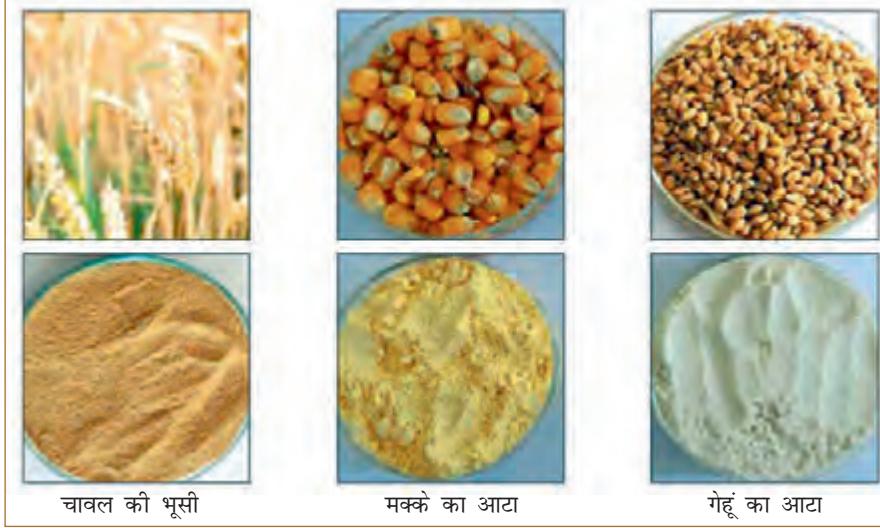 चावल की भूसी
मक्के का आटा
गेहूं का आटा